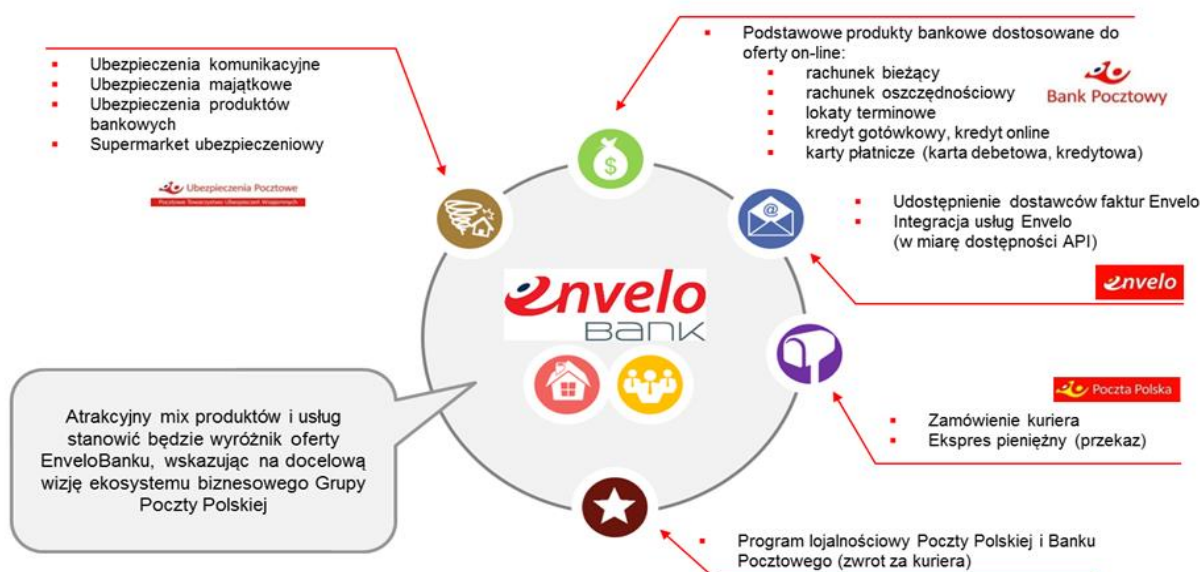 Ubezpieczenia komunikacyjne
Ubezpieczenia majątkowe
Ubezpieczenia produktów
bankowych
Supermarket ubezpieczeniowy
Ubezpieczenia Pocztowe
Pocztowe Towarzystwo Ubezpieczeń Wzajemnych
Podstawowe produkty bankowe dostosowane do
oferty on-line:
rachunek bieżący
rachunek oszczędnościowy
lokaty terminowe
kredyt gotówkowy, kredyt online
karty płatnicze (karta debetowa, kredytowa)
Bank Pocztowy
$
@
Udostępnienie dostawców faktur Envelo
Integracja usług Envelo
(w miarę dostępności API)
envelo
envelo
BANK
Poczta Polska
Zamówienie kuriera
Ekspres pieniężny (przekaz)
Atrakcyjny mix produktów i usług
stanowić będzie wyróżnik oferty
EnveloBanku, wskazując na docelową
wizję ekosystemu biznesowego Grupy
Poczty Polskiej
Program lojalnościowy Poczty Polskiej i Banku
Pocztowego (zwrot za kuriera)